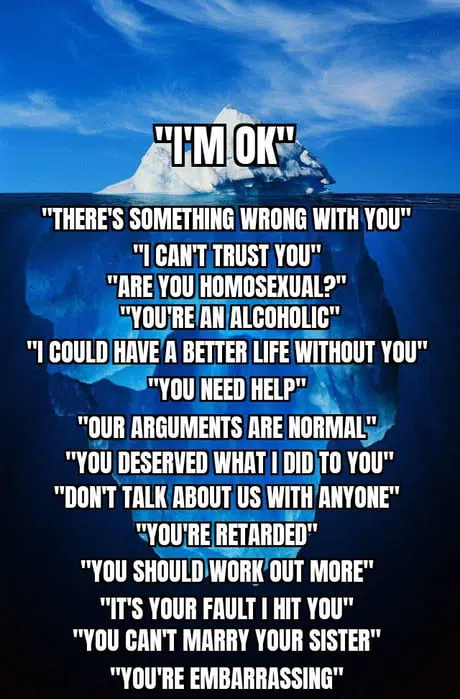 "I'M OK"
"THERE'S SOMETHING WRONG WITH YOU"
"I CAN'T TRUST YOU"
"ARE YOU HOMOSEXUAL?"
"YOU'RE AN ALCOHOLIC"
"I COULD HAVE A BETTER LIFE WITHOUT YOU"
"YOU NEED HELP"
"OUR ARGUMENTS ARE NORMAL"
"YOU DESERVED WHAT I DID TO YOU"
"DON'T TALK ABOUT US WITH ANYONE"
"YOU'RE RETARDED"
"YOU SHOULD WORK OUT MORE"
"IT'S YOUR FAULT I HIT YOU"
"YOU CAN'T MARRY YOUR SISTER"
"YOU'RE EMBARRASSING"